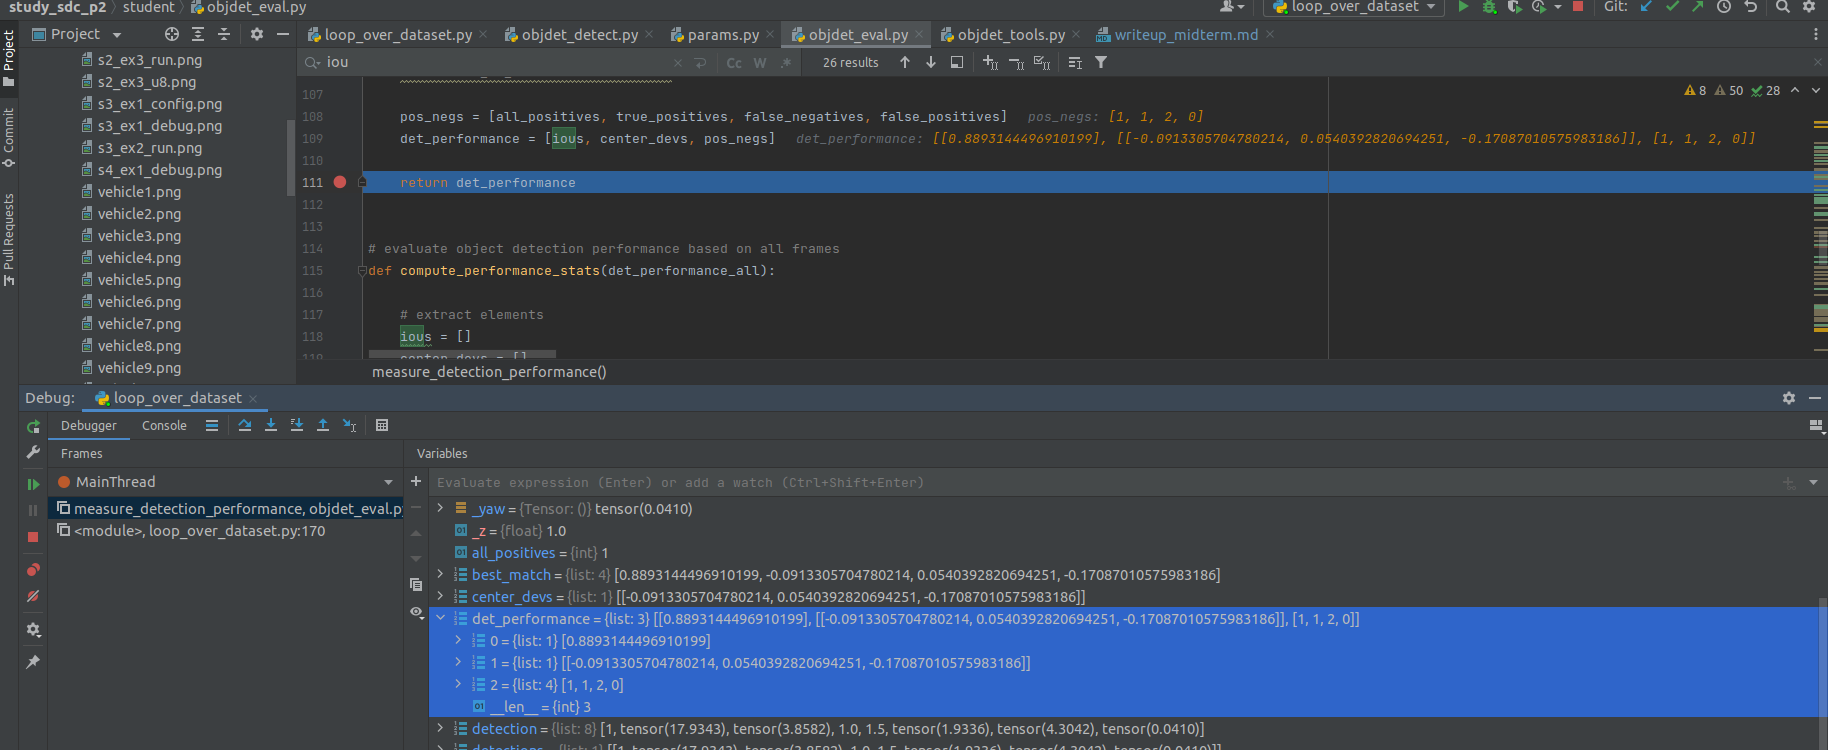 study_sdc_p2 〉 student 〉 objdet_eval.py
loop_over_dataset
Git:
Project
loop_over_dataset.py
objdet_detect.py
params.py
objdet_eval.py
objdet_tools.py
writeup_midterm.md
Project
Commit
Pull Requests
s2_ex3_run.png
s2_ex3_u8.png
s3_ex1_config.png
s3_ex1_debug.png
s3_ex2_run.png
s4_ex1_debug.png
vehicle1.png
vehicle2.png
vehicle3.png
vehicle4.png
vehicle5.png
vehicle6.png
vehicle7.png
vehicle8.png
vehicle9.png
iou
Cc W .*
26 results
8 50 28
107
108 pos_negs = [all_positives, true_positives, false_negatives, false_positives] pos_negs: [1, 1, 2, 0]
109 det_performance = [ious, center_devs, pos_negs] det_performance: [[0.8893144496910199], [[-0.0913305704780214, 0.0540392820694251, -0.17087010575983186]], [1, 1, 2, 0]]
110
111 return det_performance
112
113
114 # evaluate object detection performance based on all frames
115 def compute_performance_stats(det_performance_all):
116
117 # extract elements
118 ious = []
119 center_devs = []
measure_detection_performance()
Debug: loop_over_dataset
Debugger Console
Frames
MainThread
measure_detection_performance, objdet_eval.py
<module>, loop_over_dataset.py:170
Variables
Evaluate expression (Enter) or add a watch (Ctrl+Shift+Enter)
_yaw = {Tensor: ()} tensor(0.0410)
_z = {float} 1.0
all_positives = {int} 1
best_match = {list: 4} [0.8893144496910199, -0.0913305704780214, 0.0540392820694251, -0.17087010575983186]
center_devs = {list: 1} [[-0.0913305704780214, 0.0540392820694251, -0.17087010575983186]]
det_performance = {list: 3} [[0.8893144496910199], [[-0.0913305704780214, 0.0540392820694251, -0.17087010575983186]], [1, 1, 2, 0]]
0 = {list: 1} [0.8893144496910199]
1 = {list: 1} [[-0.0913305704780214, 0.0540392820694251, -0.17087010575983186]]
2 = {list: 4} [1, 1, 2, 0]
__len__ = {int} 3
detection = {list: 8} [1, tensor(17.9343), tensor(3.8582), 1.0, 1.5, tensor(1.9336), tensor(4.3042), tensor(0.0410)]
detections = {list: 1} [[1, tensor(17.9343), tensor(3.8582), 1.0, 1.5, tensor(1.9336), tensor(4.3042), tensor(0.0410)]]